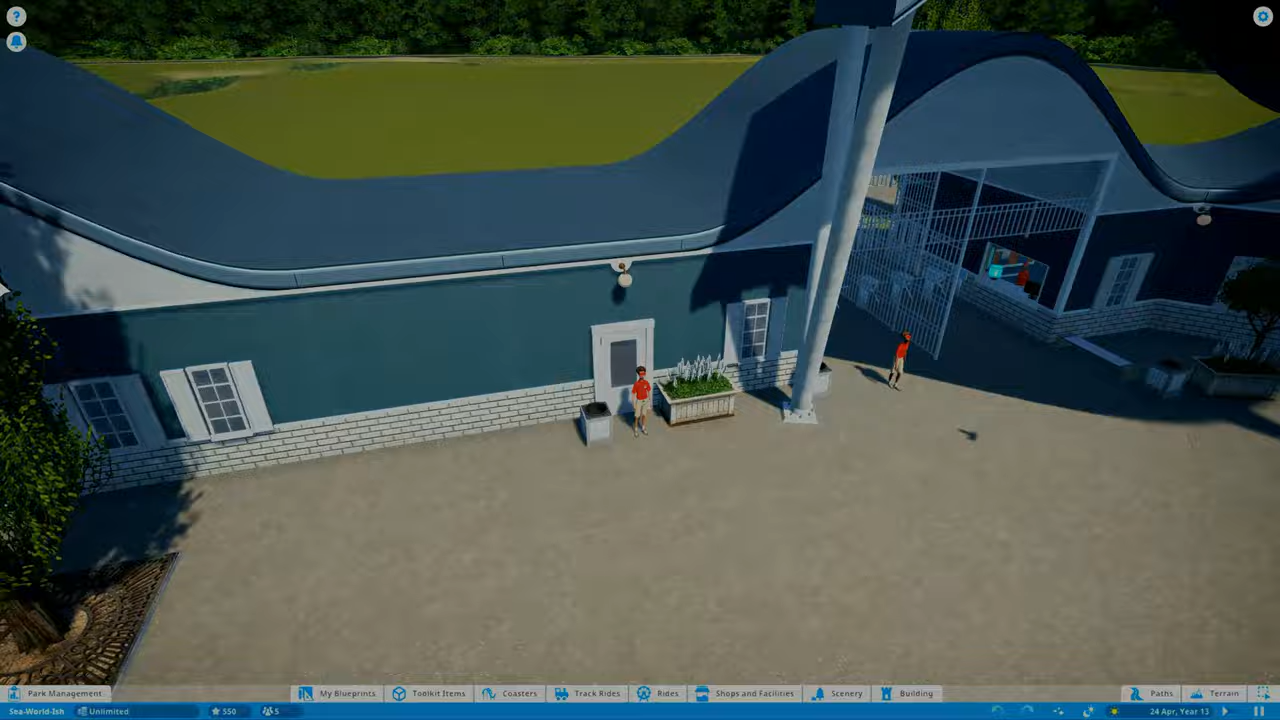 ?
Park Management
My Blueprints
Toolkit Items
Coasters
Track Rides
Rides
Shops and Facilities
Scenery
Building
Paths
Terrain
Sea-World-Ish
Unlimited
550
5
24 Apr, Year 13